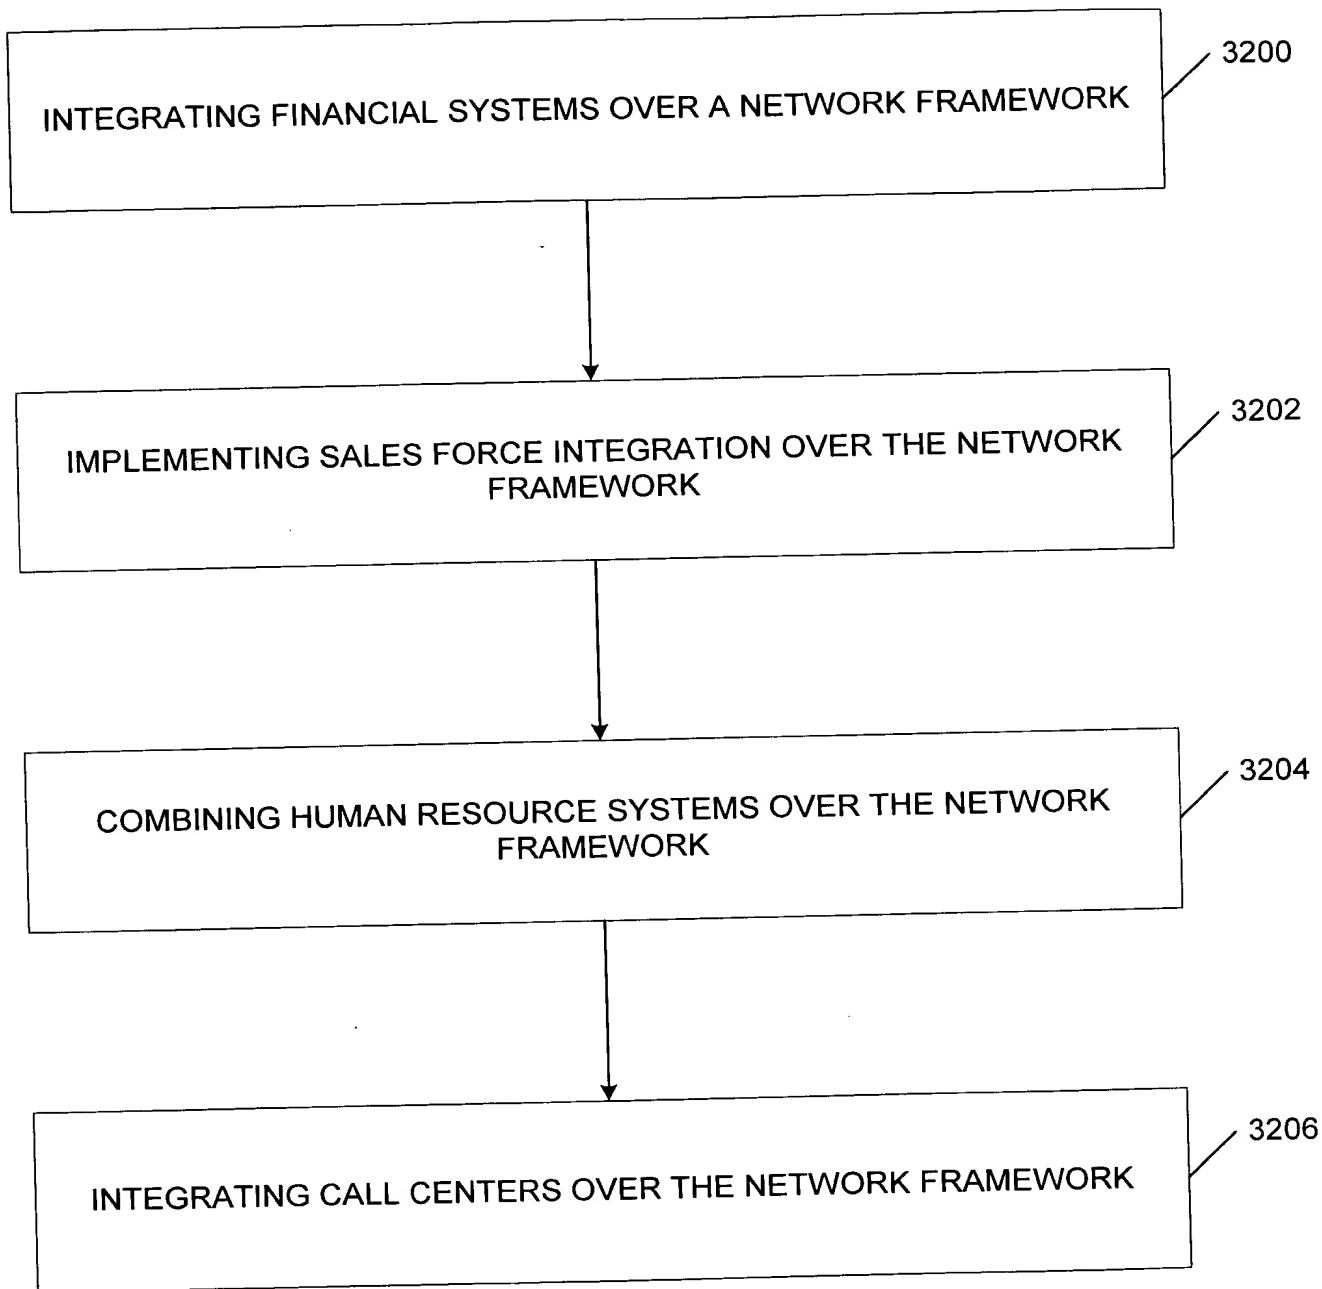 INTEGRATING FINANCIAL SYSTEMS OVER A NETWORK FRAMEWORK
3200
IMPLEMENTING SALES FORCE INTEGRATION OVER THE NETWORK
FRAMEWORK
3202
COMBINING HUMAN RESOURCE SYSTEMS OVER THE NETWORK
FRAMEWORK
3204
INTEGRATING CALL CENTERS OVER THE NETWORK FRAMEWORK
3206